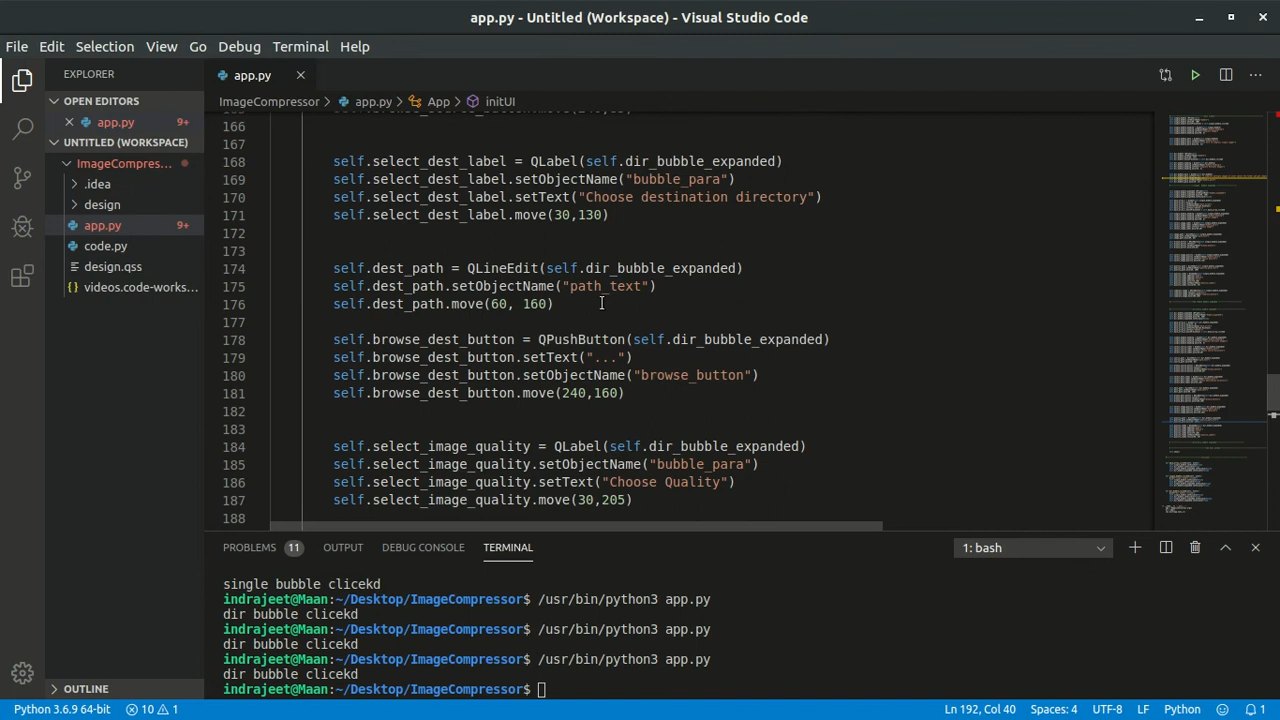 app.py - Untitled (Workspace) - Visual Studio Code
File Edit Selection View Go Debug Terminal Help
EXPLORER
app.py
OPEN EDITORS
ImageCompressor > app.py > App > initUI
app.py 9+
UNTITLED (WORKSPACE)
ImageCompres...
.idea
design
app.py 9+
code.py
design.qss
videos.code-works...
166
167
168 self.select_dest_label = QLabel(self.dir_bubble_expanded)
169 self.select_dest_label.setObjectName("bubble_para")
170 self.select_dest_label.setText("Choose destination directory")
171 self.select_dest_label.move(30,130)
172
173
174 self.dest_path = QLineEdit(self.dir_bubble_expanded)
175 self.dest_path.setObjectName("path_text")
176 self.dest_path.move(60, 160)
177
178 self.browse_dest_button = QPushButton(self.dir_bubble_expanded)
179 self.browse_dest_button.setText("...")
180 self.browse_dest_button.setObjectName("browse_button")
181 self.browse_dest_button.move(240,160)
182
183
184 self.select_image_quality = QLabel(self.dir_bubble_expanded)
185 self.select_image_quality.setObjectName("bubble_para")
186 self.select_image_quality.setText("Choose Quality")
187 self.select_image_quality.move(30,205)
188
PROBLEMS 11 OUTPUT DEBUG CONSOLE TERMINAL 1: bash
single bubble clicekd
indrajeet@Maan:~/Desktop/ImageCompressor$ /usr/bin/python3 app.py
dir bubble clicekd
indrajeet@Maan:~/Desktop/ImageCompressor$ /usr/bin/python3 app.py
dir bubble clicekd
indrajeet@Maan:~/Desktop/ImageCompressor$ /usr/bin/python3 app.py
dir bubble clicekd
indrajeet@Maan:~/Desktop/ImageCompressor$
OUTLINE
Python 3.6.9 64-bit 10 1 Ln 192, Col 40 Spaces: 4 UTF-8 LF Python 1